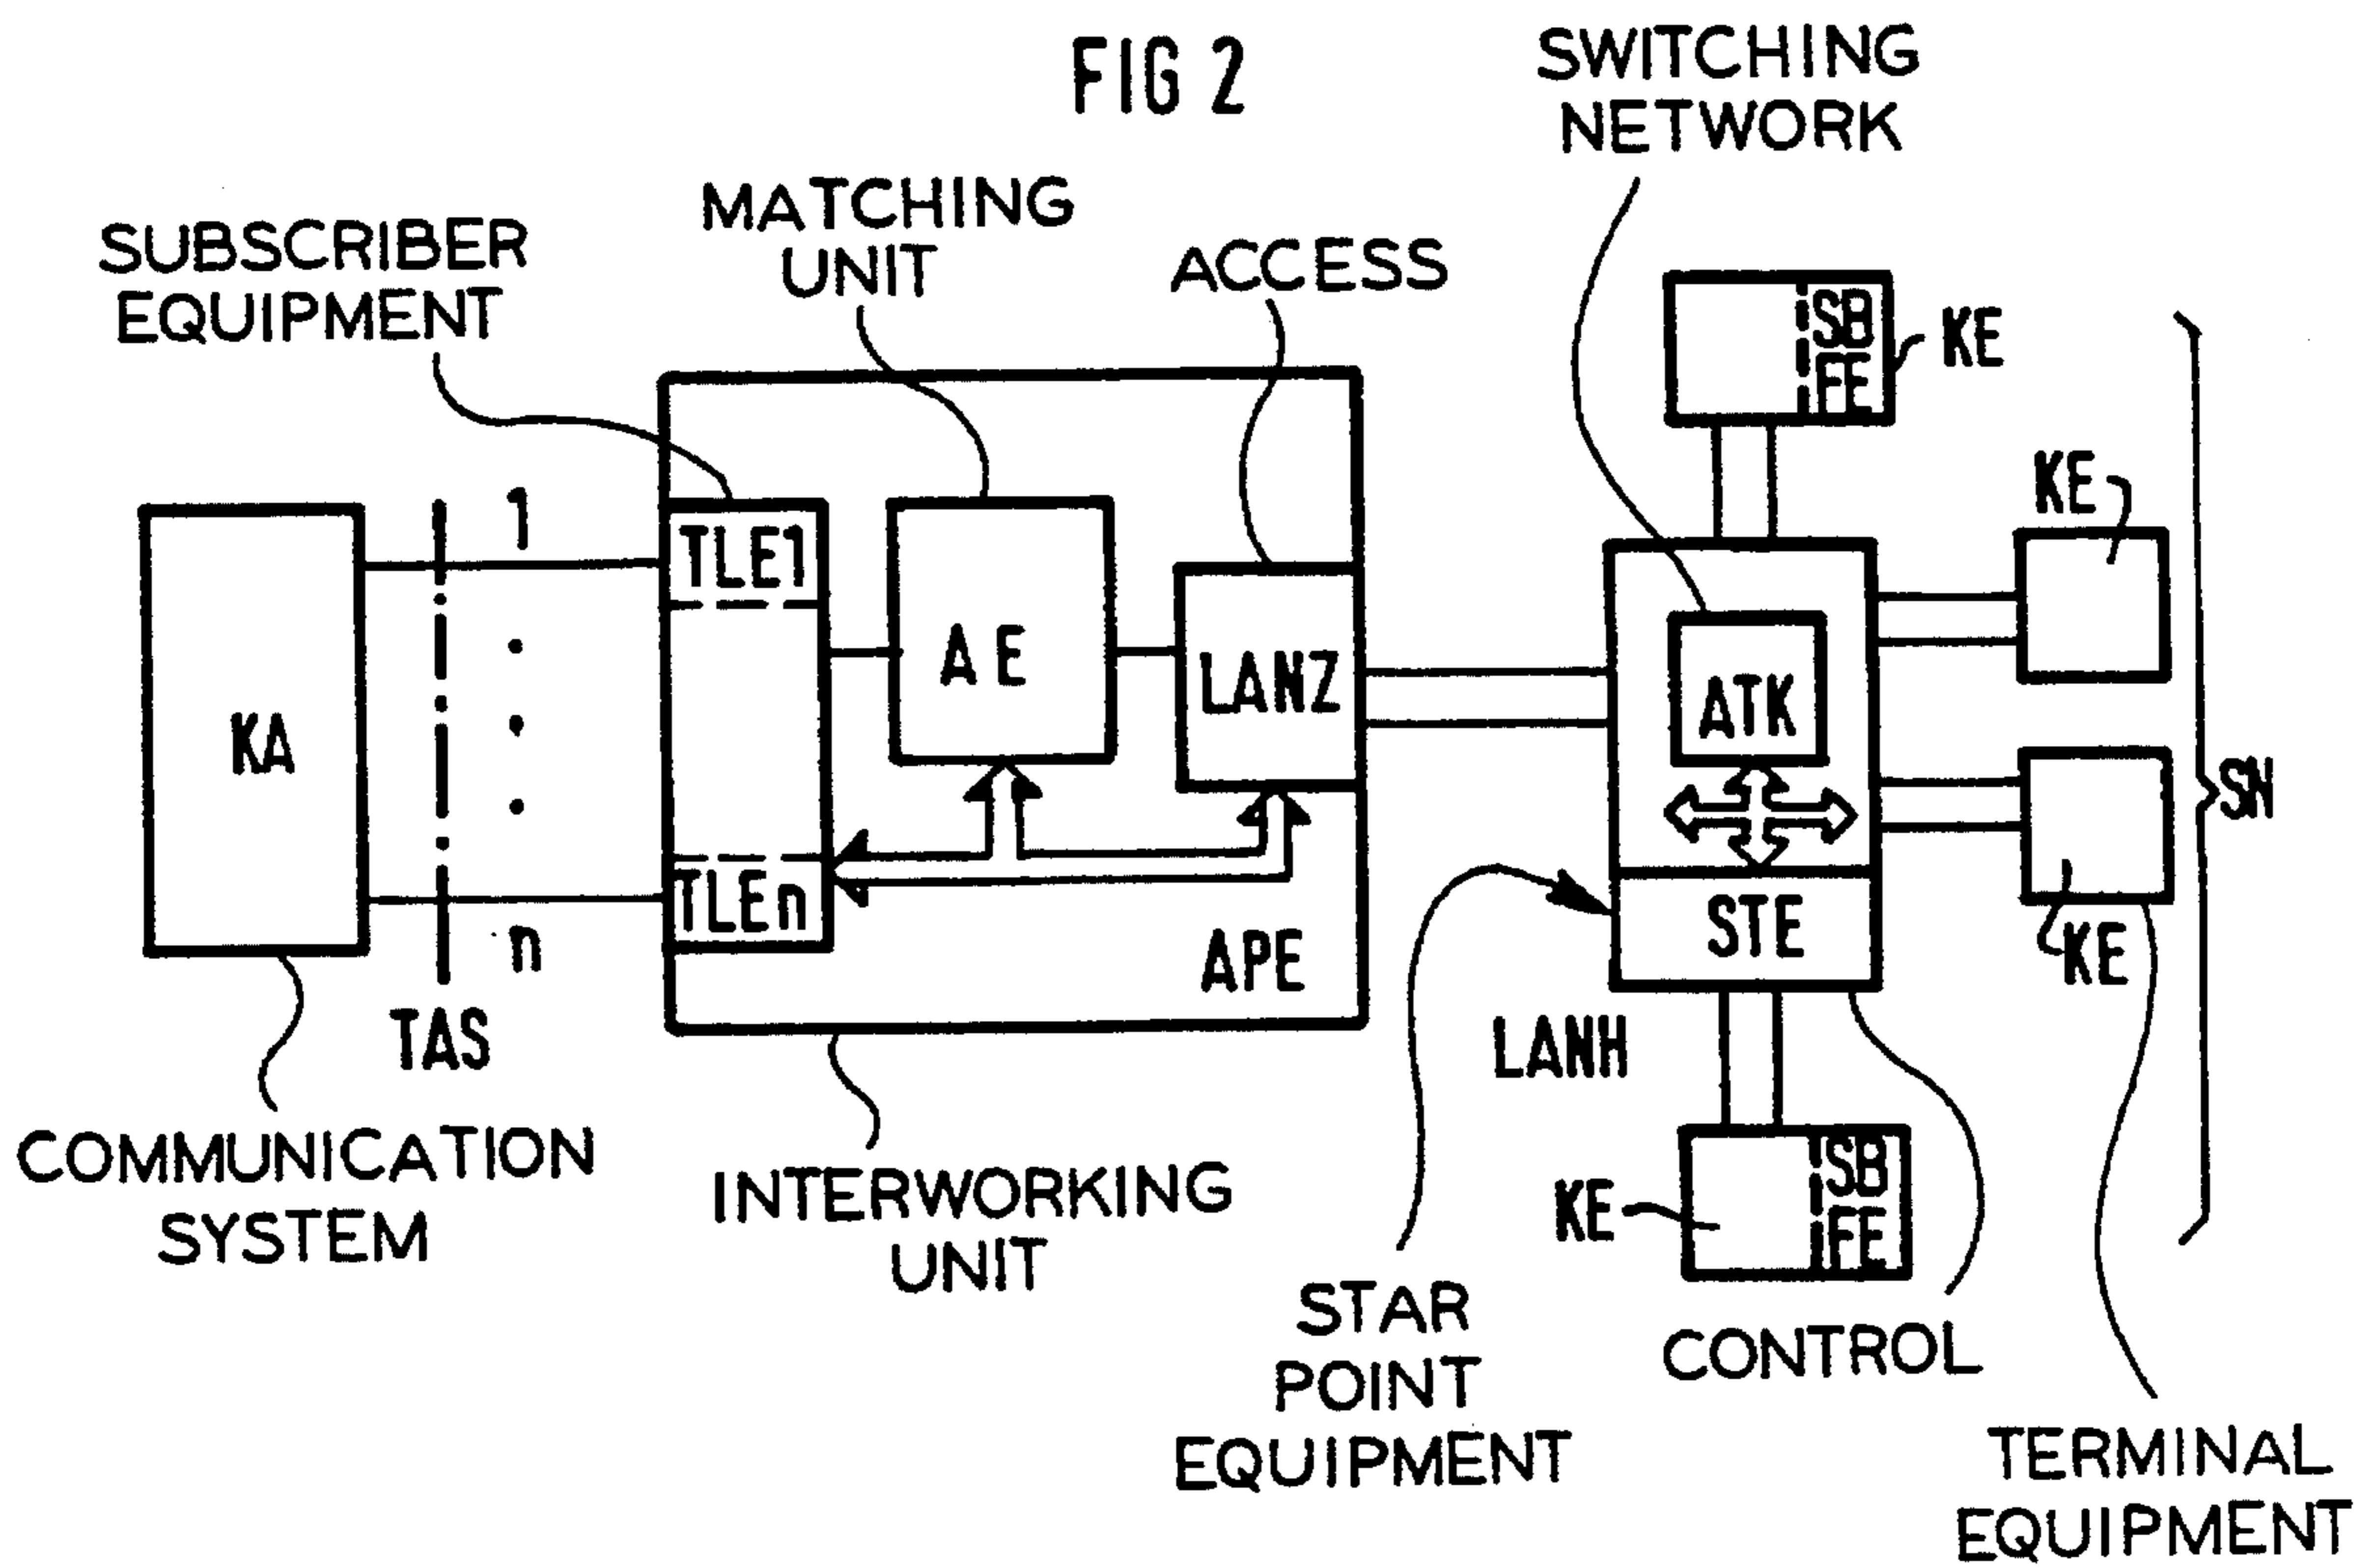 FIG 2
SWITCHING
NETWORK
MATCHING
UNIT
SUBSCRIBER
EQUIPMENT
ACCESS
SB
FE
KE
KE
1
TLE1
AE
LANZ
ATK
KA
SN
TLEn
STE
n
APE
KE
TAS
LANH
COMMUNICATION
SYSTEM
INTERWORKING
UNIT
KE
SB
FE
STAR
POINT
EQUIPMENT
CONTROL
TERMINAL
EQUIPMENT